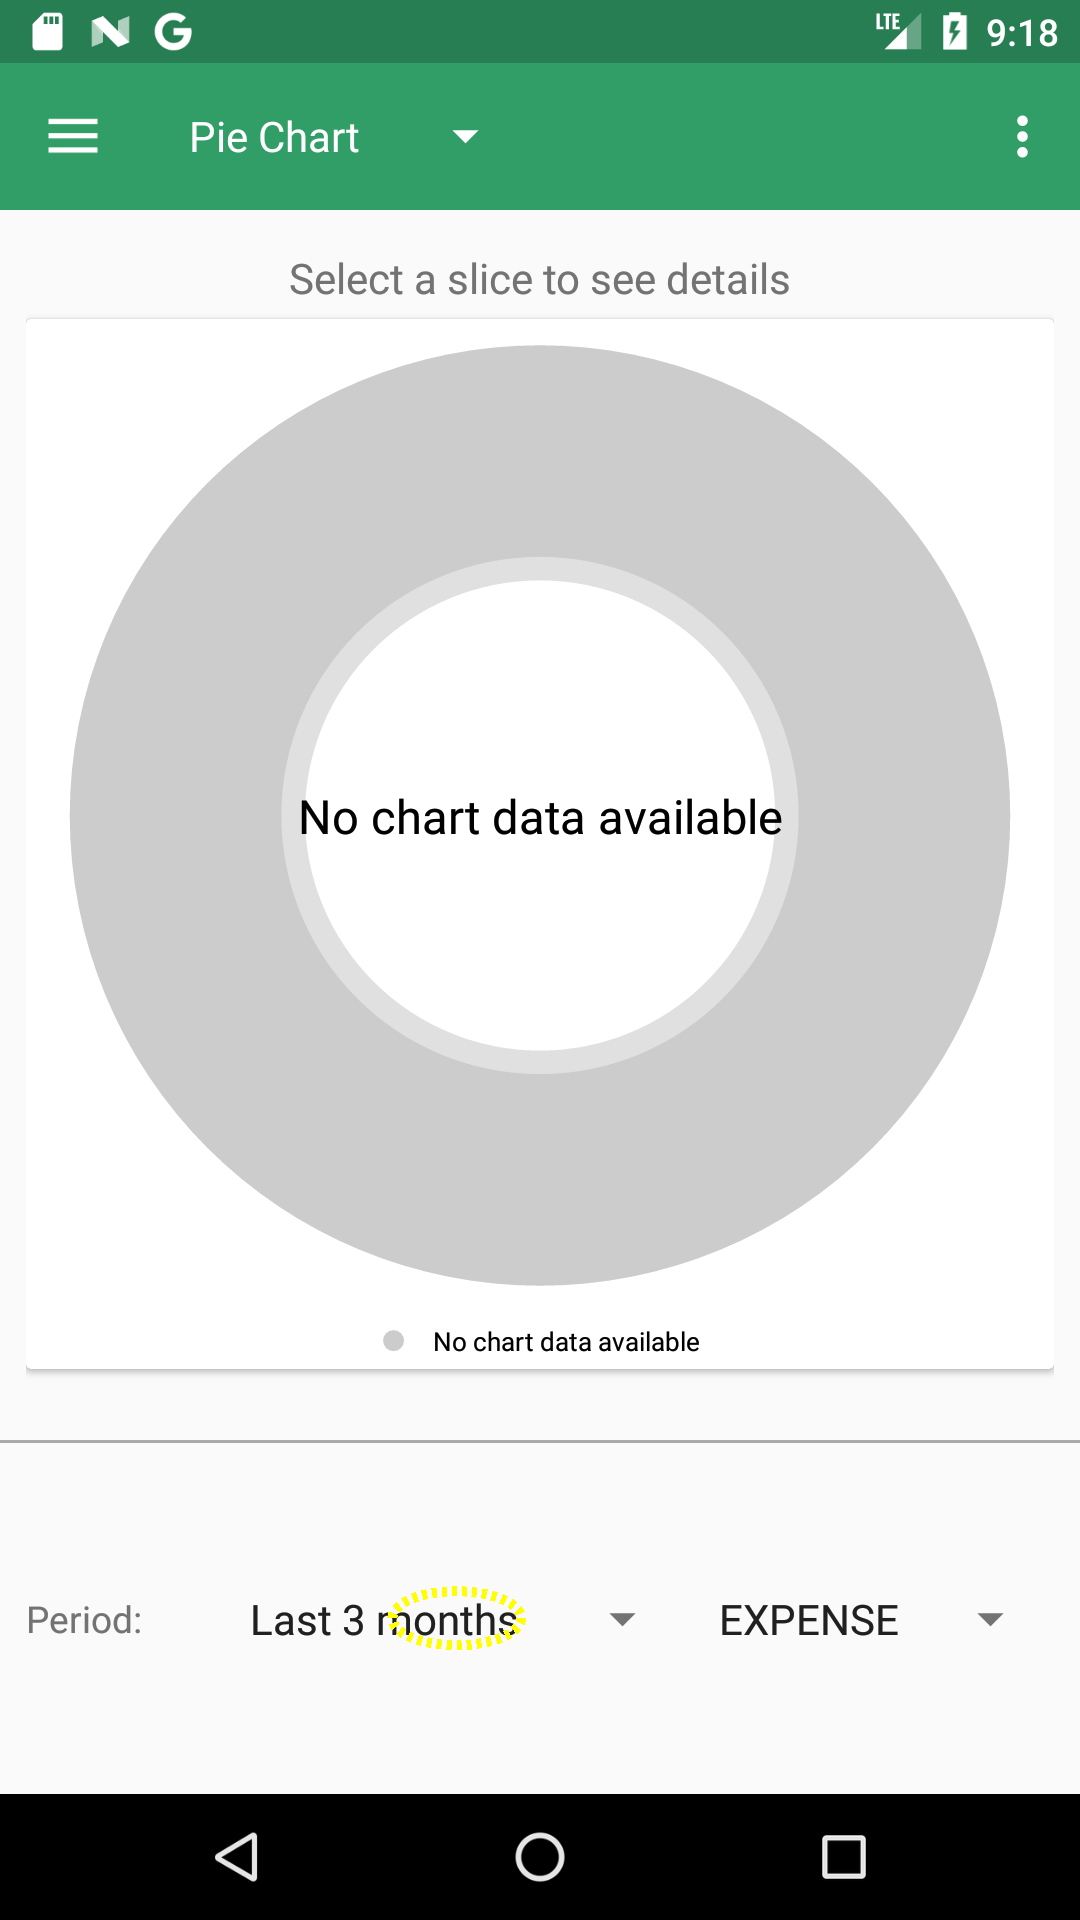 LTE 9:18
Pie Chart
Select a slice to see details
No chart data available
No chart data available
Period: Last 3 months EXPENSE